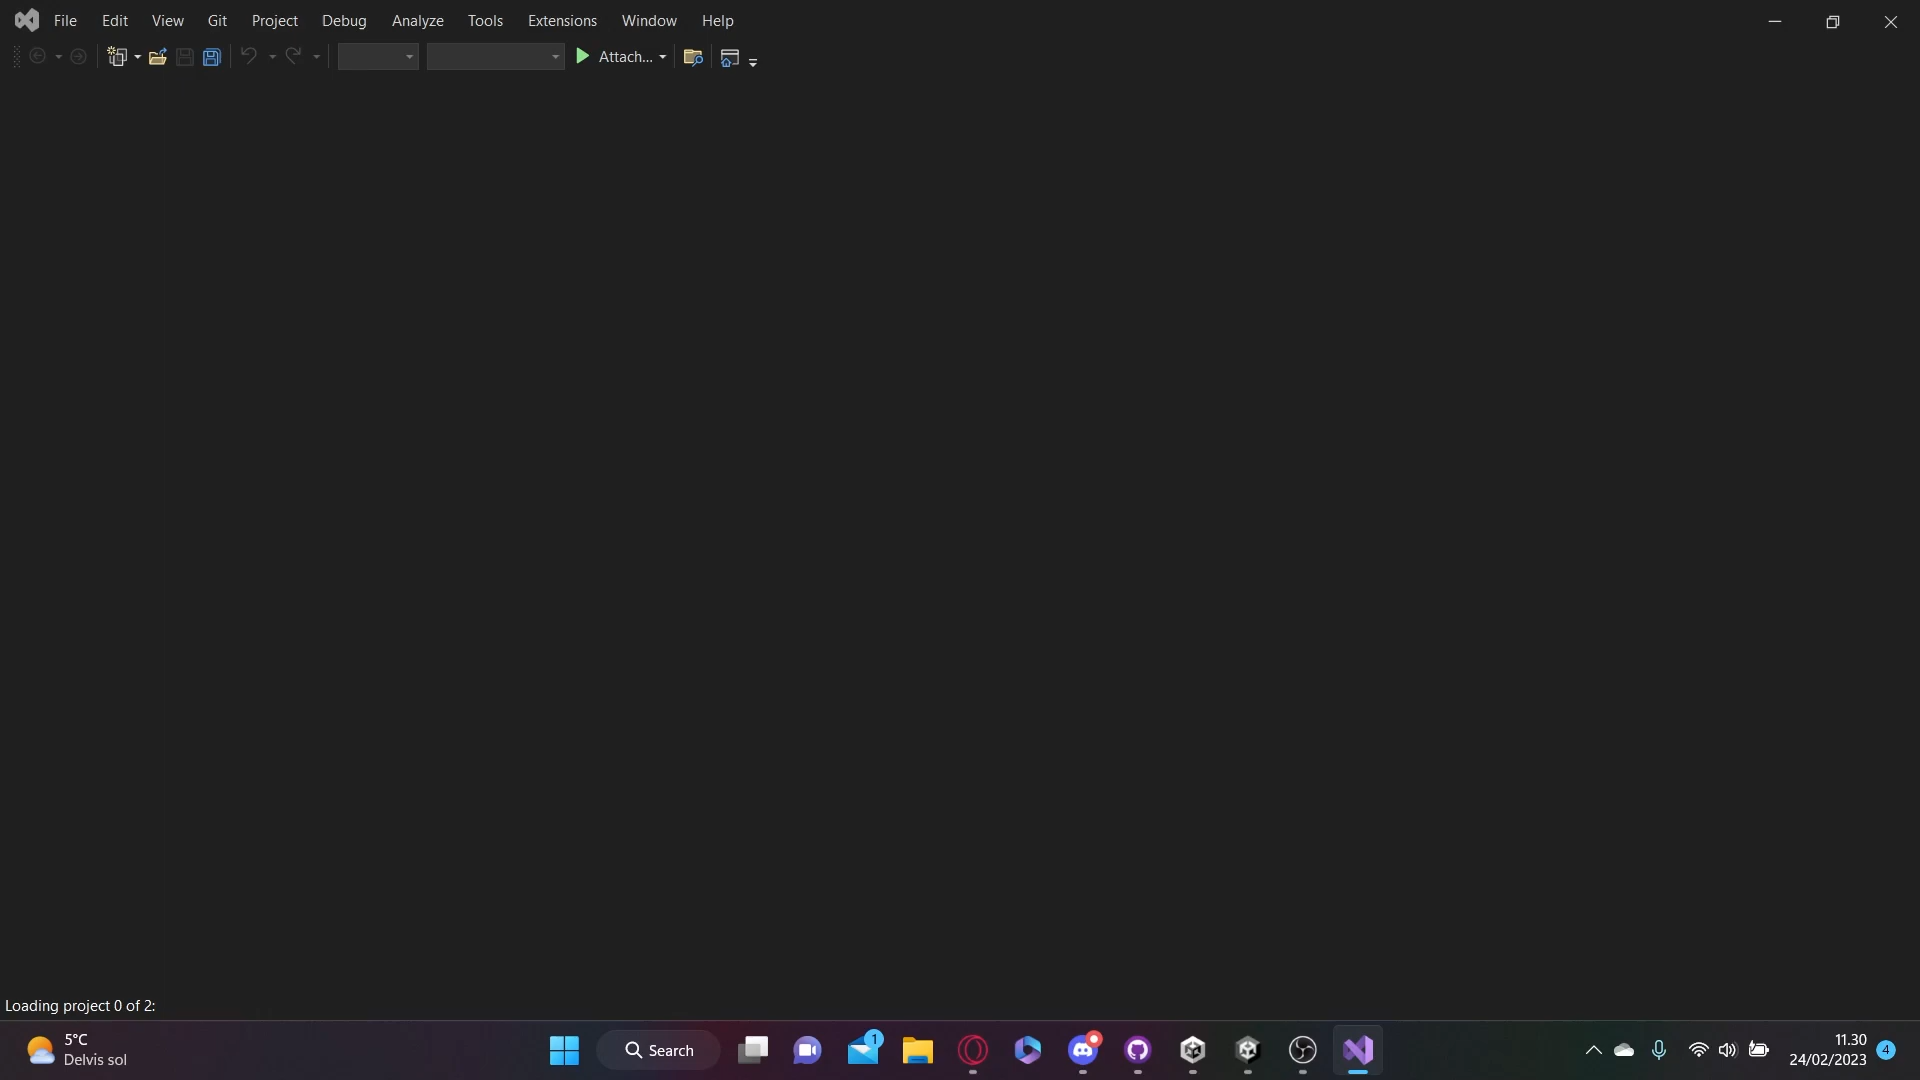 File Edit View Git Project Debug Analyze Tools Extensions Window Help
Attach...
Loading project 0 of 2:
5°C
Delvis sol
Search
1
11.30
24/02/2023
4